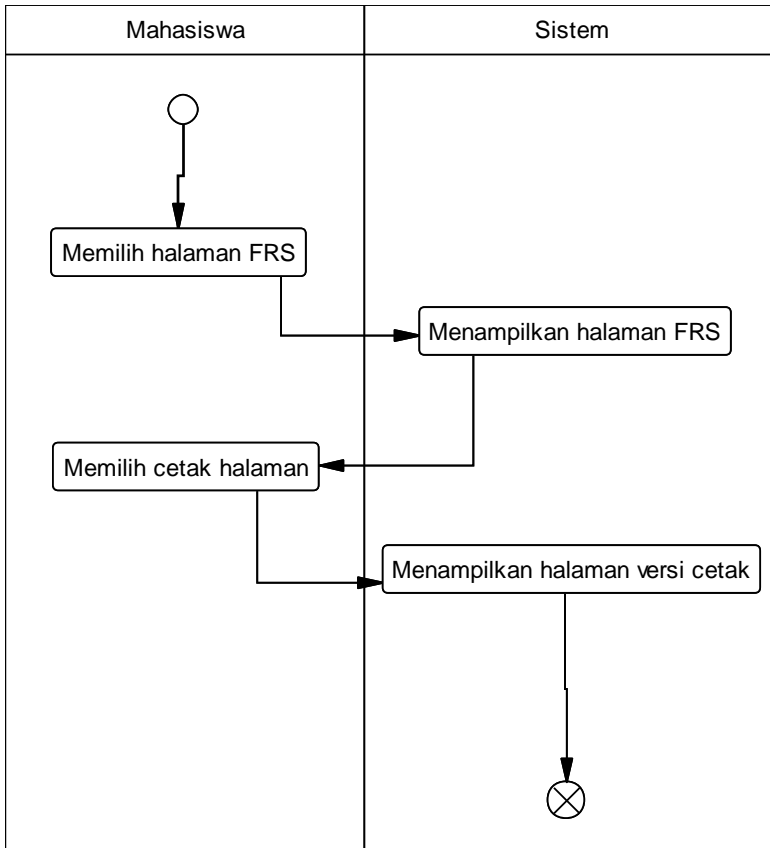 Mahasiswa
Sistem
Memilih halaman FRS
Menampilkan halaman FRS
Memilih cetak halaman
Menampilkan halaman versi cetak